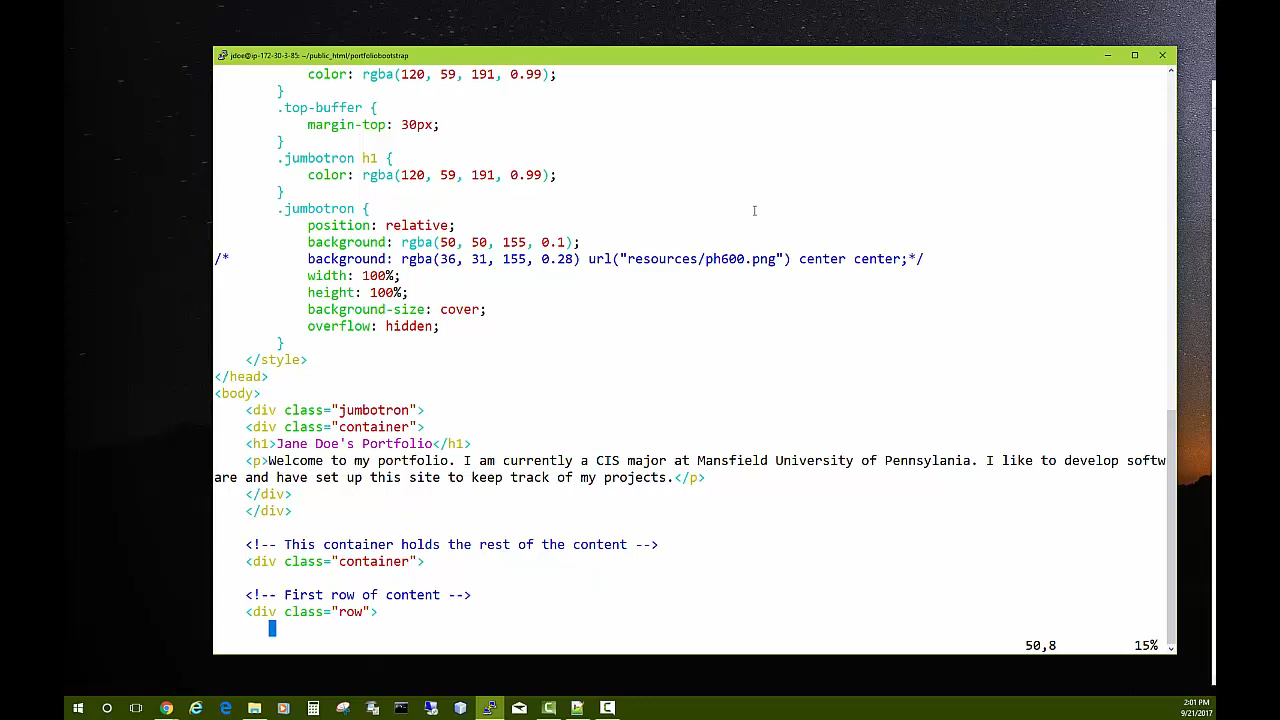 jdoe@ip-172-30-3-85: ~/public_html/portfoliobootstrap
color: rgba(120, 59, 191, 0.99);
}
.top-buffer {
margin-top: 30px;
}
.jumbotron h1 {
color: rgba(120, 59, 191, 0.99);
}
.jumbotron {
position: relative;
background: rgba(50, 50, 155, 0.1);
/* background: rgba(36, 31, 155, 0.28) url("resources/ph600.png") center center;*/
width: 100%;
height: 100%;
background-size: cover;
overflow: hidden;
}
</style>
</head>
<body>
<div class="jumbotron">
<div class="container">
<h1>Jane Doe's Portfolio</h1>
<p>Welcome to my portfolio. I am currently a CIS major at Mansfield University of Pennsylania. I like to develop softw
are and have set up this site to keep track of my projects.</p>
</div>
</div>
<!-- This container holds the rest of the content -->
<div class="container">
<!-- First row of content -->
<div class="row">
50,8 15%
2:01 PM
9/21/2017